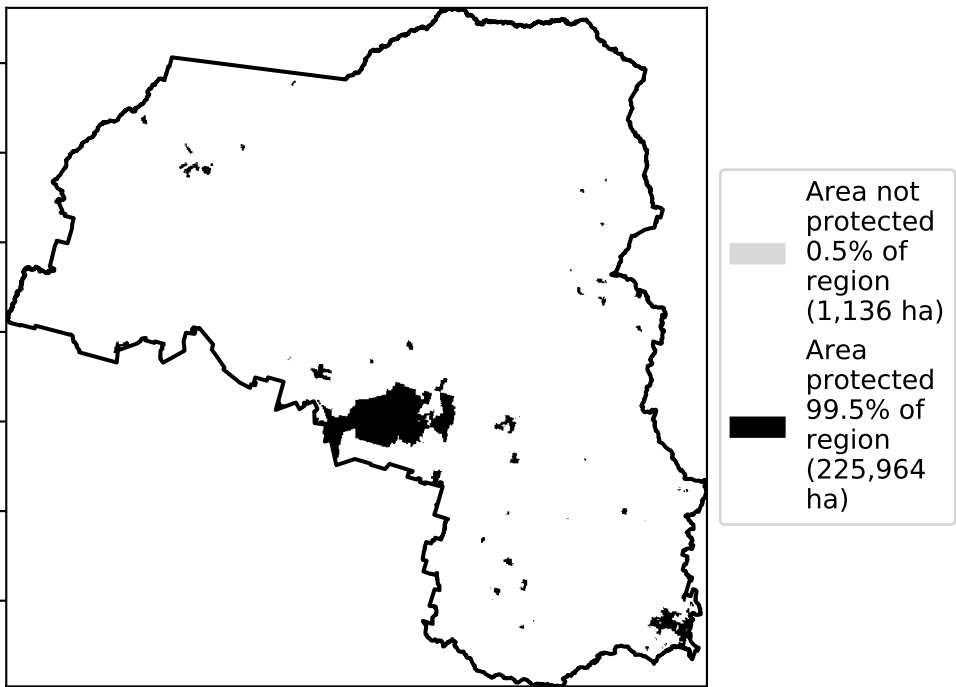 Area not
protected
0.5% of
region
(1,136 ha)
Area
protected
99.5% of
region
(225,964
ha)